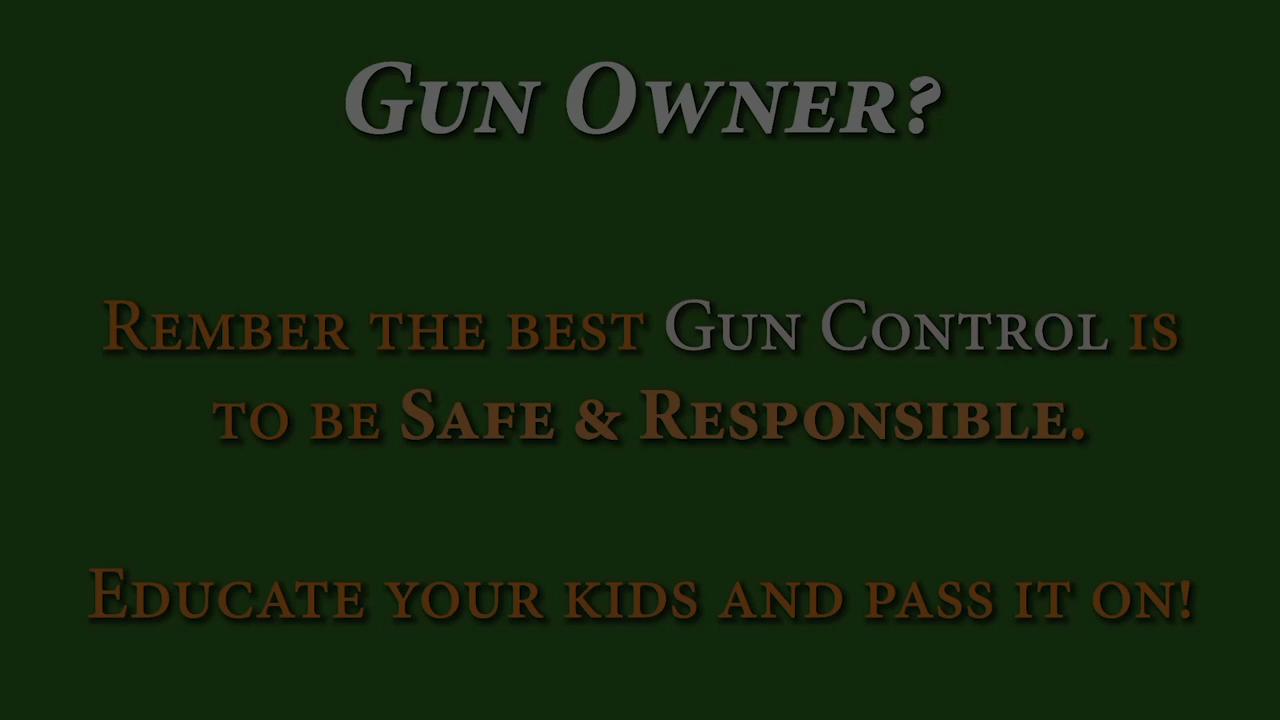 Gun Owner?
Rember the best Gun Control is
to be Safe & Responsible.
Educate your kids and pass it on!